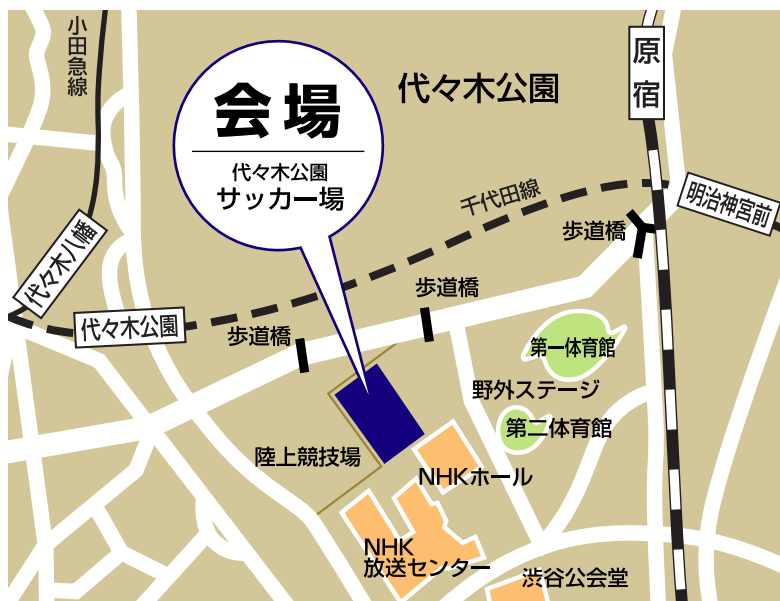 小田急線
会場
代々木公園
サッカー場
代々木公園
原宿
千代田線
明治神宮前
歩道橋
代々木八幡
代々木公園
歩道橋
歩道橋
第一体育館
野外ステージ
第二体育館
陸上競技場
NHKホール
NHK
放送センター
渋谷公会堂